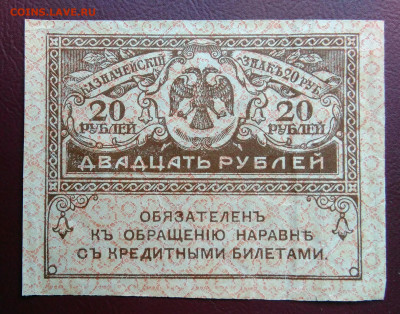 COINS.LAVE.RU
КАЗНАЧЕЙСКІЙ ЗНАКЪ 20 РУБ.
20 20
РУБЛЕЙ РУБЛЕЙ
ДВАДЦАТЬ РУБЛЕЙ
ОБЯЗАТЕЛЕНЪ
КЪ ОБРАЩЕНІЮ НАРАВНѢ
СЪ КРЕДИТНЫМИ БИЛЕТАМИ.